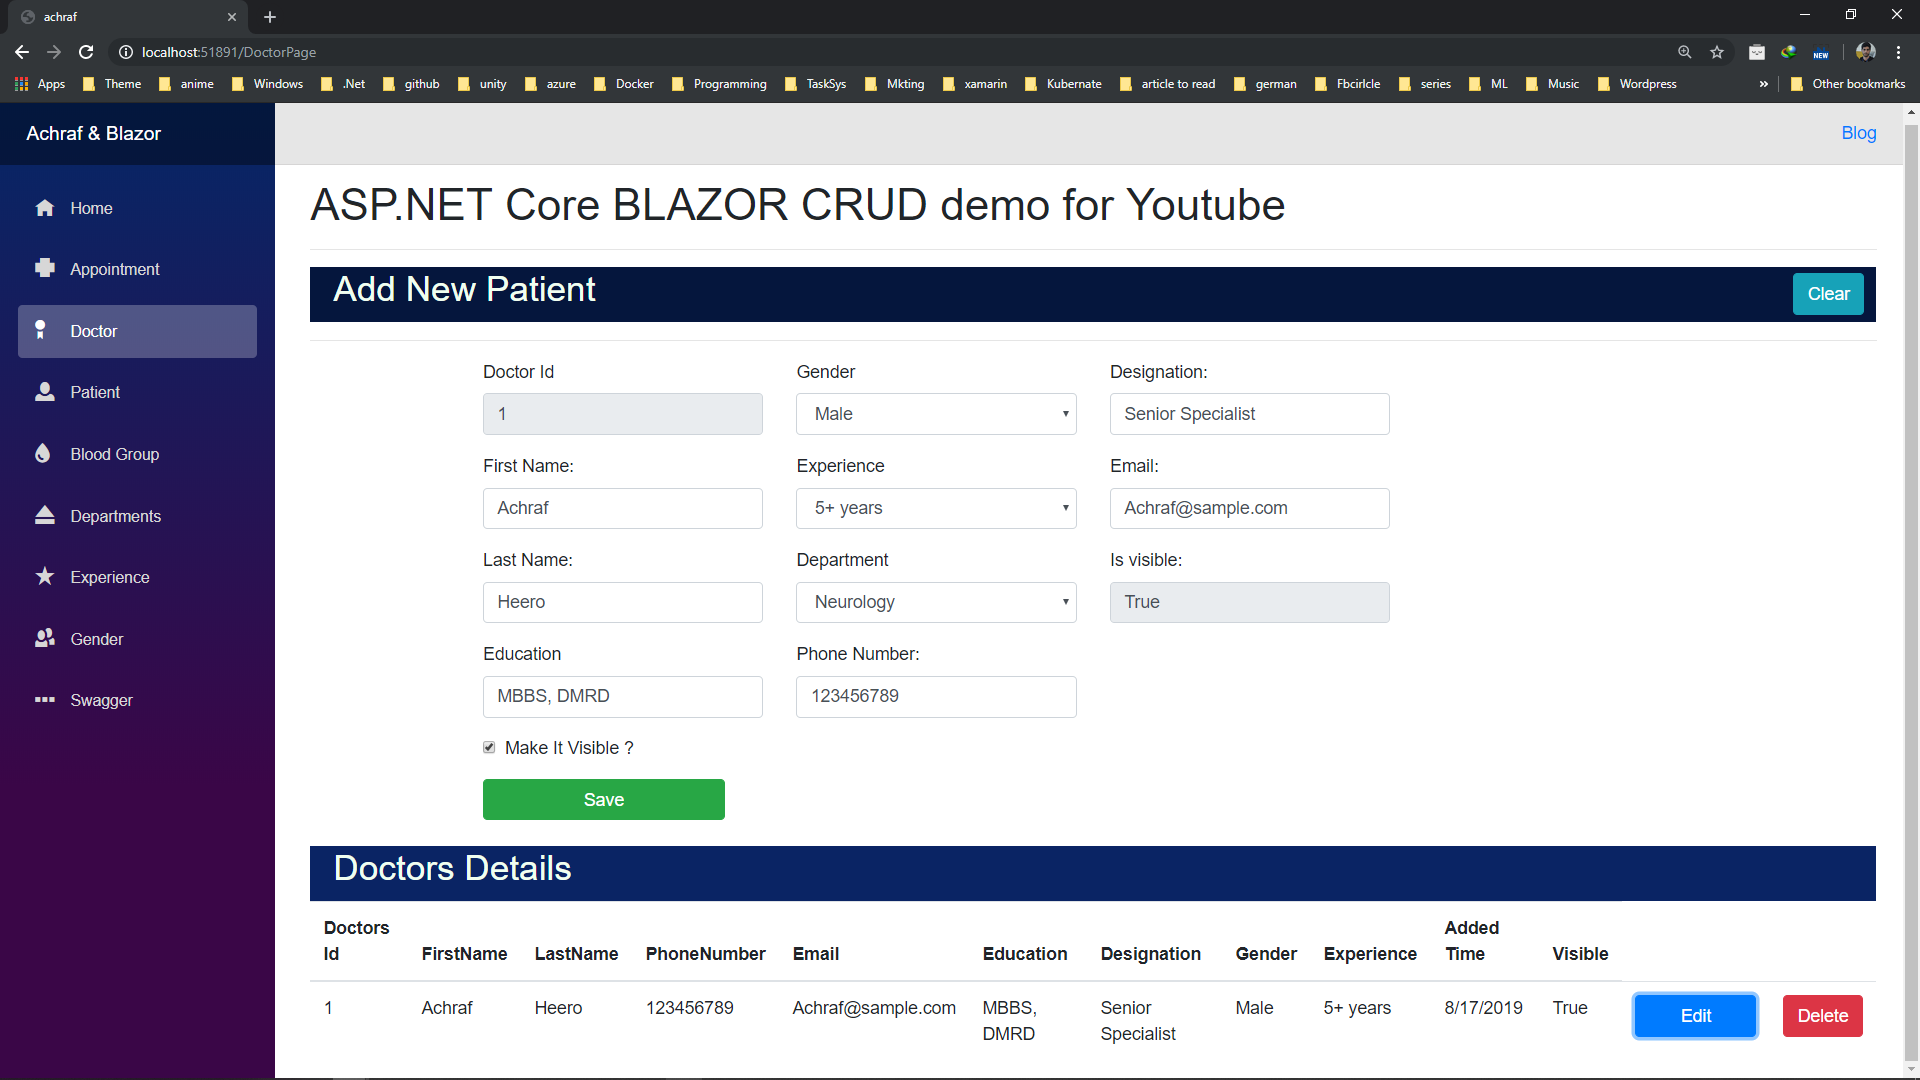 achraf
localhost:51891/DoctorPage
NEW
Apps Theme anime Windows .Net github unity azure Docker Programming TaskSys Mkting xamarin Kubernate article to read german Fbcirlcle series ML Music Wordpress » Other bookmarks
Achraf & Blazor
Blog
Home
Appointment
Doctor
Patient
Blood Group
Departments
Experience
Gender
Swagger
ASP.NET Core BLAZOR CRUD demo for Youtube
Add New Patient Clear
Doctor Id Gender Designation:
1 Male Senior Specialist
First Name: Experience Email:
Achraf 5+ years Achraf@sample.com
Last Name: Department Is visible:
Heero Neurology True
Education Phone Number:
MBBS, DMRD 123456789
Make It Visible ?
Save
Doctors Details
Doctors Added
Id FirstName LastName PhoneNumber Email Education Designation Gender Experience Time Visible
1 Achraf Heero 123456789 Achraf@sample.com MBBS, Senior Male 5+ years 8/17/2019 True Edit Delete
DMRD Specialist